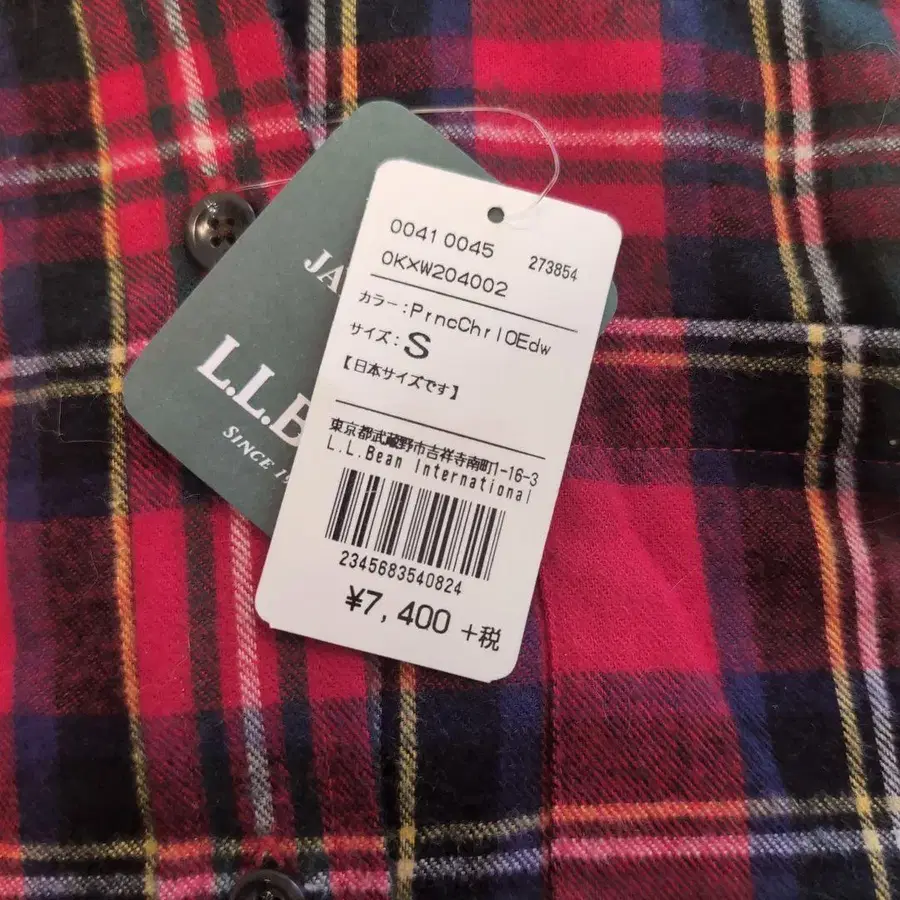 0041 0045 273854
0KXW204002
カラー:PrncChrlOEdw
サイズ:S
【日本サイズです】
東京都武蔵野市吉祥寺南町1-16-3
L.L.Bean International
2345683540824
¥7,400 +税
L.L.B
SINCE